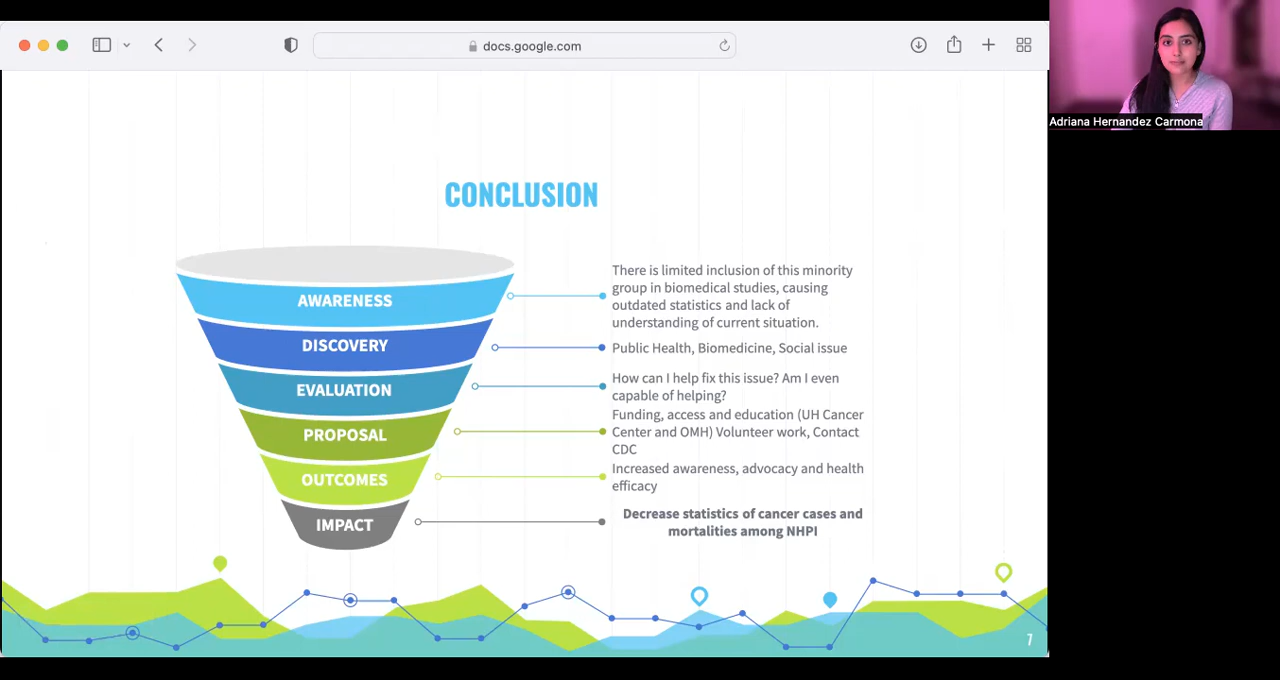 docs.google.com
Adriana Hernandez Carmona
CONCLUSION
AWARENESS
There is limited inclusion of this minority
group in biomedical studies, causing
outdated statistics and lack of
understanding of current situation.
DISCOVERY
Public Health, Biomedicine, Social issue
EVALUATION
How can I help fix this issue? Am I even
capable of helping?
PROPOSAL
Funding, access and education (UH Cancer
Center and OMH) Volunteer work, Contact
CDC
OUTCOMES
Increased awareness, advocacy and health
efficacy
IMPACT
Decrease statistics of cancer cases and
mortalities among NHPI
7